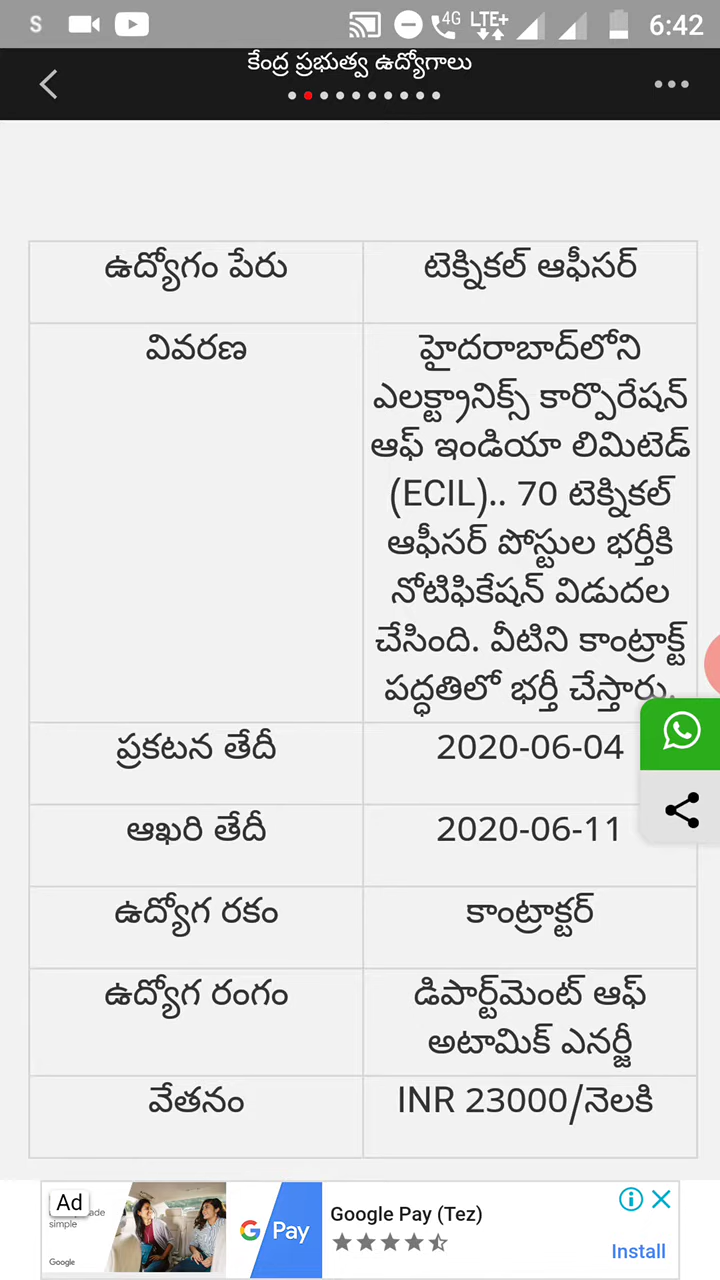 S 4G LTE+ 6:42
కేంద్ర ప్రభుత్వ ఉద్యోగాలు
ఉద్యోగం పేరు టెక్నికల్ ఆఫీసర్
వివరణ హైదరాబాద్‌లోని
ఎలక్ట్రానిక్స్ కార్పొరేషన్
ఆఫ్ ఇండియా లిమిటెడ్
(ECIL).. 70 టెక్నికల్
ఆఫీసర్ పోస్టుల భర్తీకి
నోటిఫికేషన్ విడుదల
చేసింది. వీటిని కాంట్రాక్ట్
పద్ధతిలో భర్తీ చేస్తారు.
ప్రకటన తేదీ 2020-06-04
ఆఖరి తేదీ 2020-06-11
ఉద్యోగ రకం కాంట్రాక్టర్
ఉద్యోగ రంగం డిపార్ట్‌మెంట్ ఆఫ్
అటామిక్ ఎనర్జీ
వేతనం INR 23000/నెలకి
Ad
simple
Google
G Pay
Google Pay (Tez)
Install